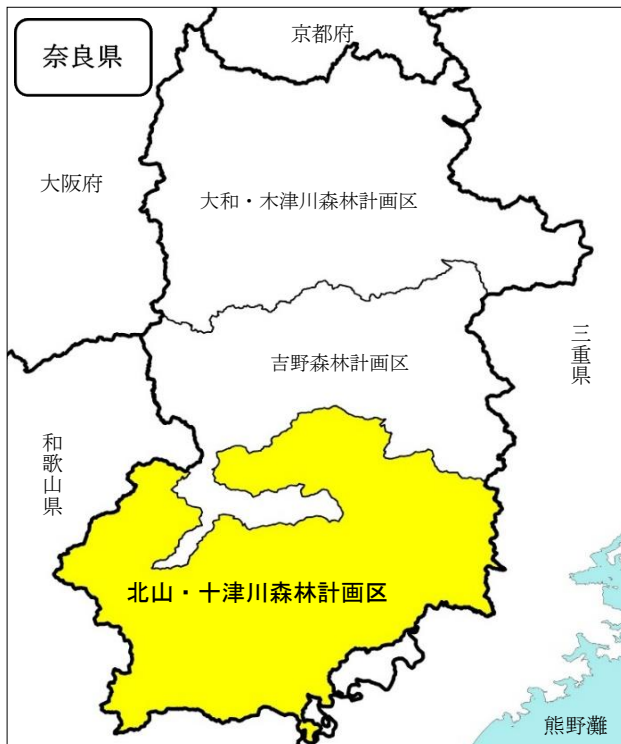 奈良県
京都府
大阪府
大和・木津川森林計画区
三重県
吉野森林計画区
和歌山県
北山・十津川森林計画区
熊野灘